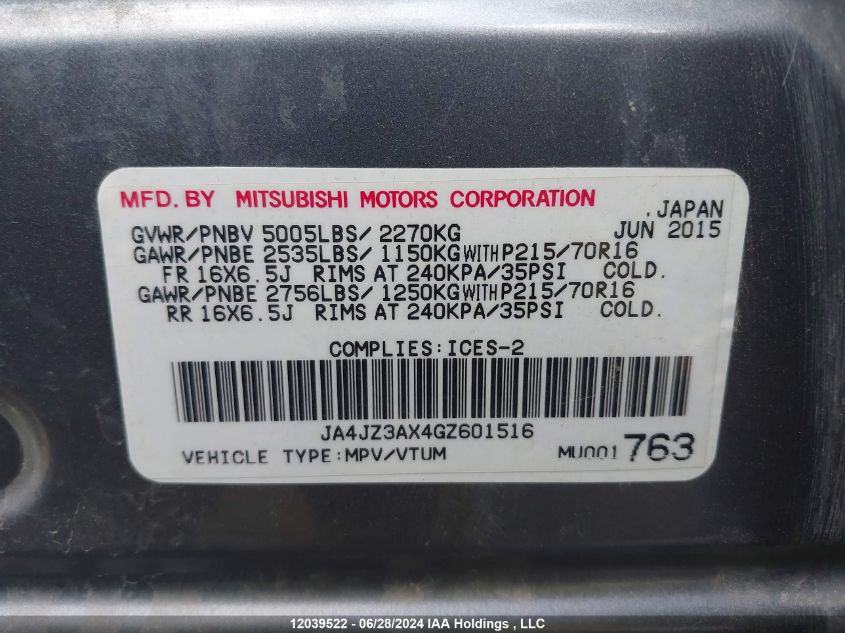 MFD. BY MITSUBISHI MOTORS CORPORATION
, JAPAN
GVWR/PNBV 5005LBS/ 2270KG JUN 2015
GAWR/PNBE 2535LBS/ 1150KG WITH P215/70R16
FR 16X6.5J RIMS AT 240KPA/35PSI COLD.
GAWR/PNBE 2756LBS/ 1250KG WITH P215/70R16
RR 16X6.5J RIMS AT 240KPA/35PSI COLD.
COMPLIES:ICES-2
JA4JZ3AX4GZ601516
VEHICLE TYPE:MPV/VTUM MU001 763
12039522 - 06/28/2024 IAA Holdings , LLC